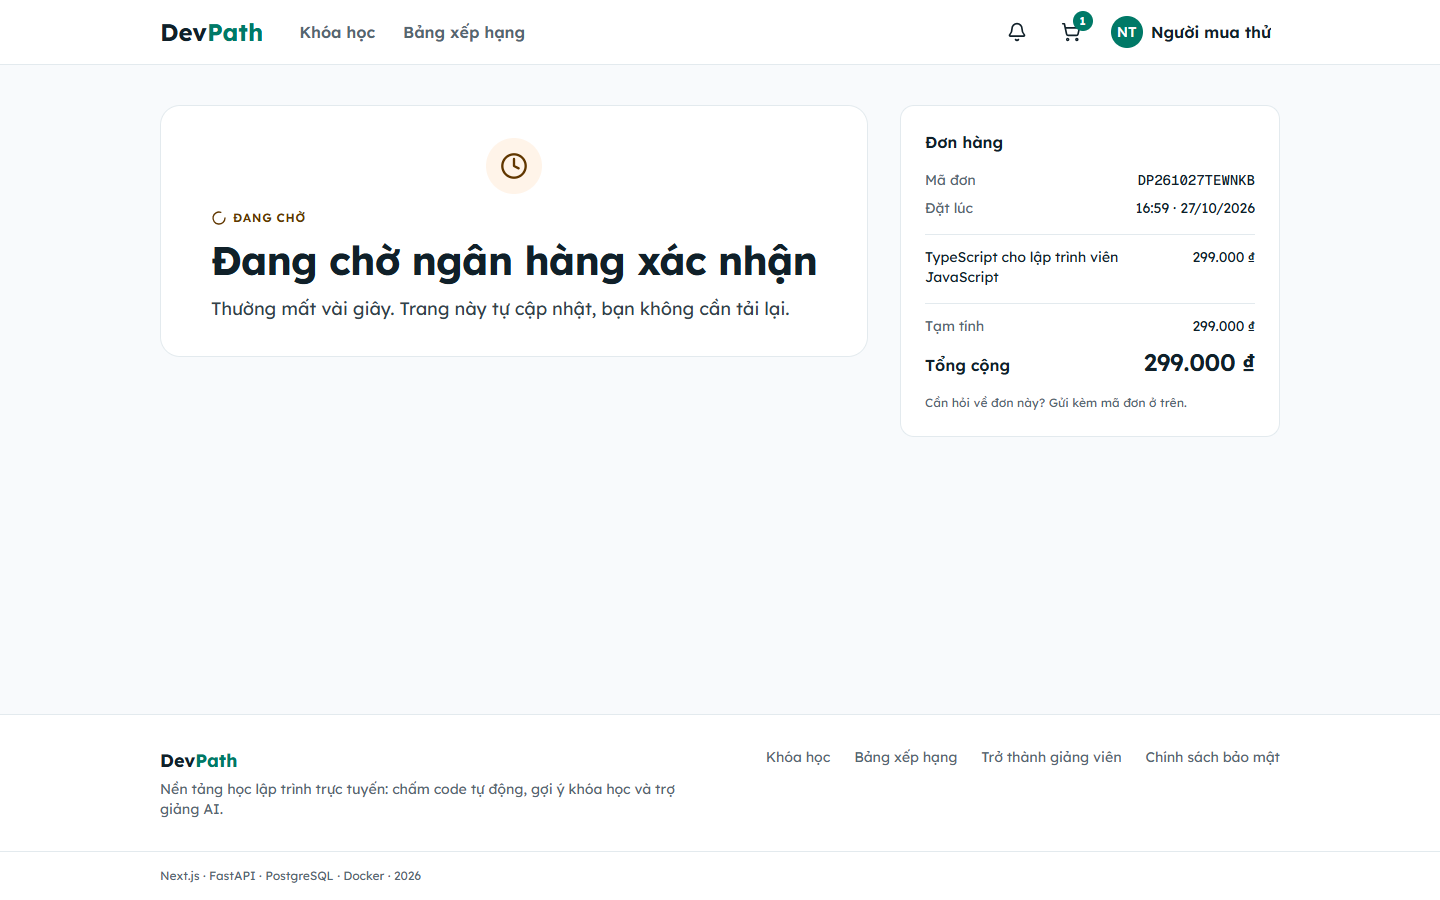 DevPath
Khóa học
Bảng xếp hạng
1
NT
Người mua thử
ĐANG CHỜ
Đang chờ ngân hàng xác nhận
Thường mất vài giây. Trang này tự cập nhật, bạn không cần tải lại.
Đơn hàng
Mã đơn DP261027TEWNKB
Đặt lúc 16:59 · 27/10/2026
TypeScript cho lập trình viên 299.000 ₫
JavaScript
Tạm tính 299.000 ₫
Tổng cộng 299.000 ₫
Cần hỏi về đơn này? Gửi kèm mã đơn ở trên.
DevPath
Nền tảng học lập trình trực tuyến: chấm code tự động, gợi ý khóa học và trợ
giảng AI.
Khóa học
Bảng xếp hạng
Trở thành giảng viên
Chính sách bảo mật
Next.js · FastAPI · PostgreSQL · Docker · 2026